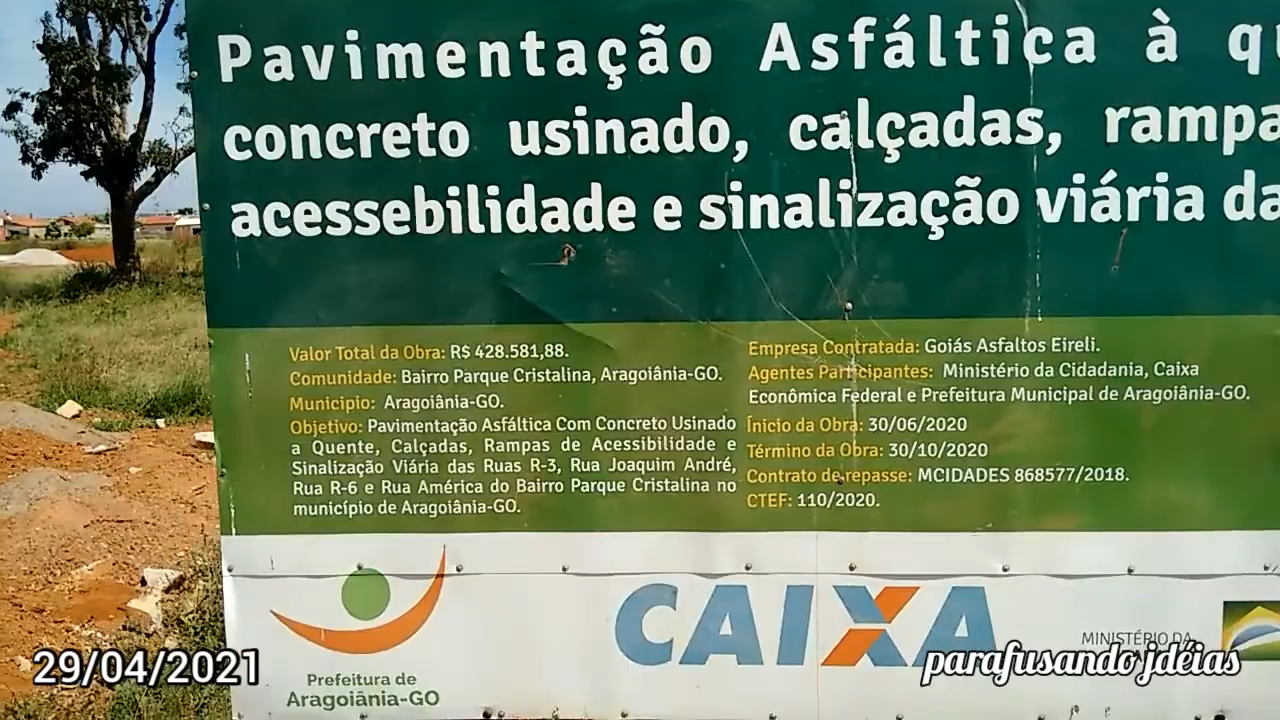 Pavimentação Asfáltica à
concreto usinado, calçadas,
acessebilidade e sinalização viária
Valor Total da Obra: R$ 428.581,88.
Comunidade: Bairro Parque Cristalina, Aragoiânia-GO.
Municipio: Aragoiânia-GO.
Objetivo: Pavimentação Asfáltica Com Concreto Usinado
a Quente, Calçadas, Rampas de Acessibilidade e
Sinalização Viária das Ruas R-3, Rua Joaquim André,
Rua R-6 e Rua América do Bairro Parque Cristalina no
município de Aragoiânia-GO.
Empresa Contratada: Goiás Asfaltos Eireli.
Agentes Participantes: Ministério da Cidadania, Caixa
Econômica Federal e Prefeitura Municipal de Aragoiânia-GO.
Ínicio da Obra: 30/06/2020
Término da Obra: 30/10/2020
Contrato de repasse: MCIDADES 868577/2018.
CTEF: 110/2020.
Prefeitura de
Aragoiânia-GO
CAIXA
MINISTÉRIO DA
29/04/2021
parafusando jdéias